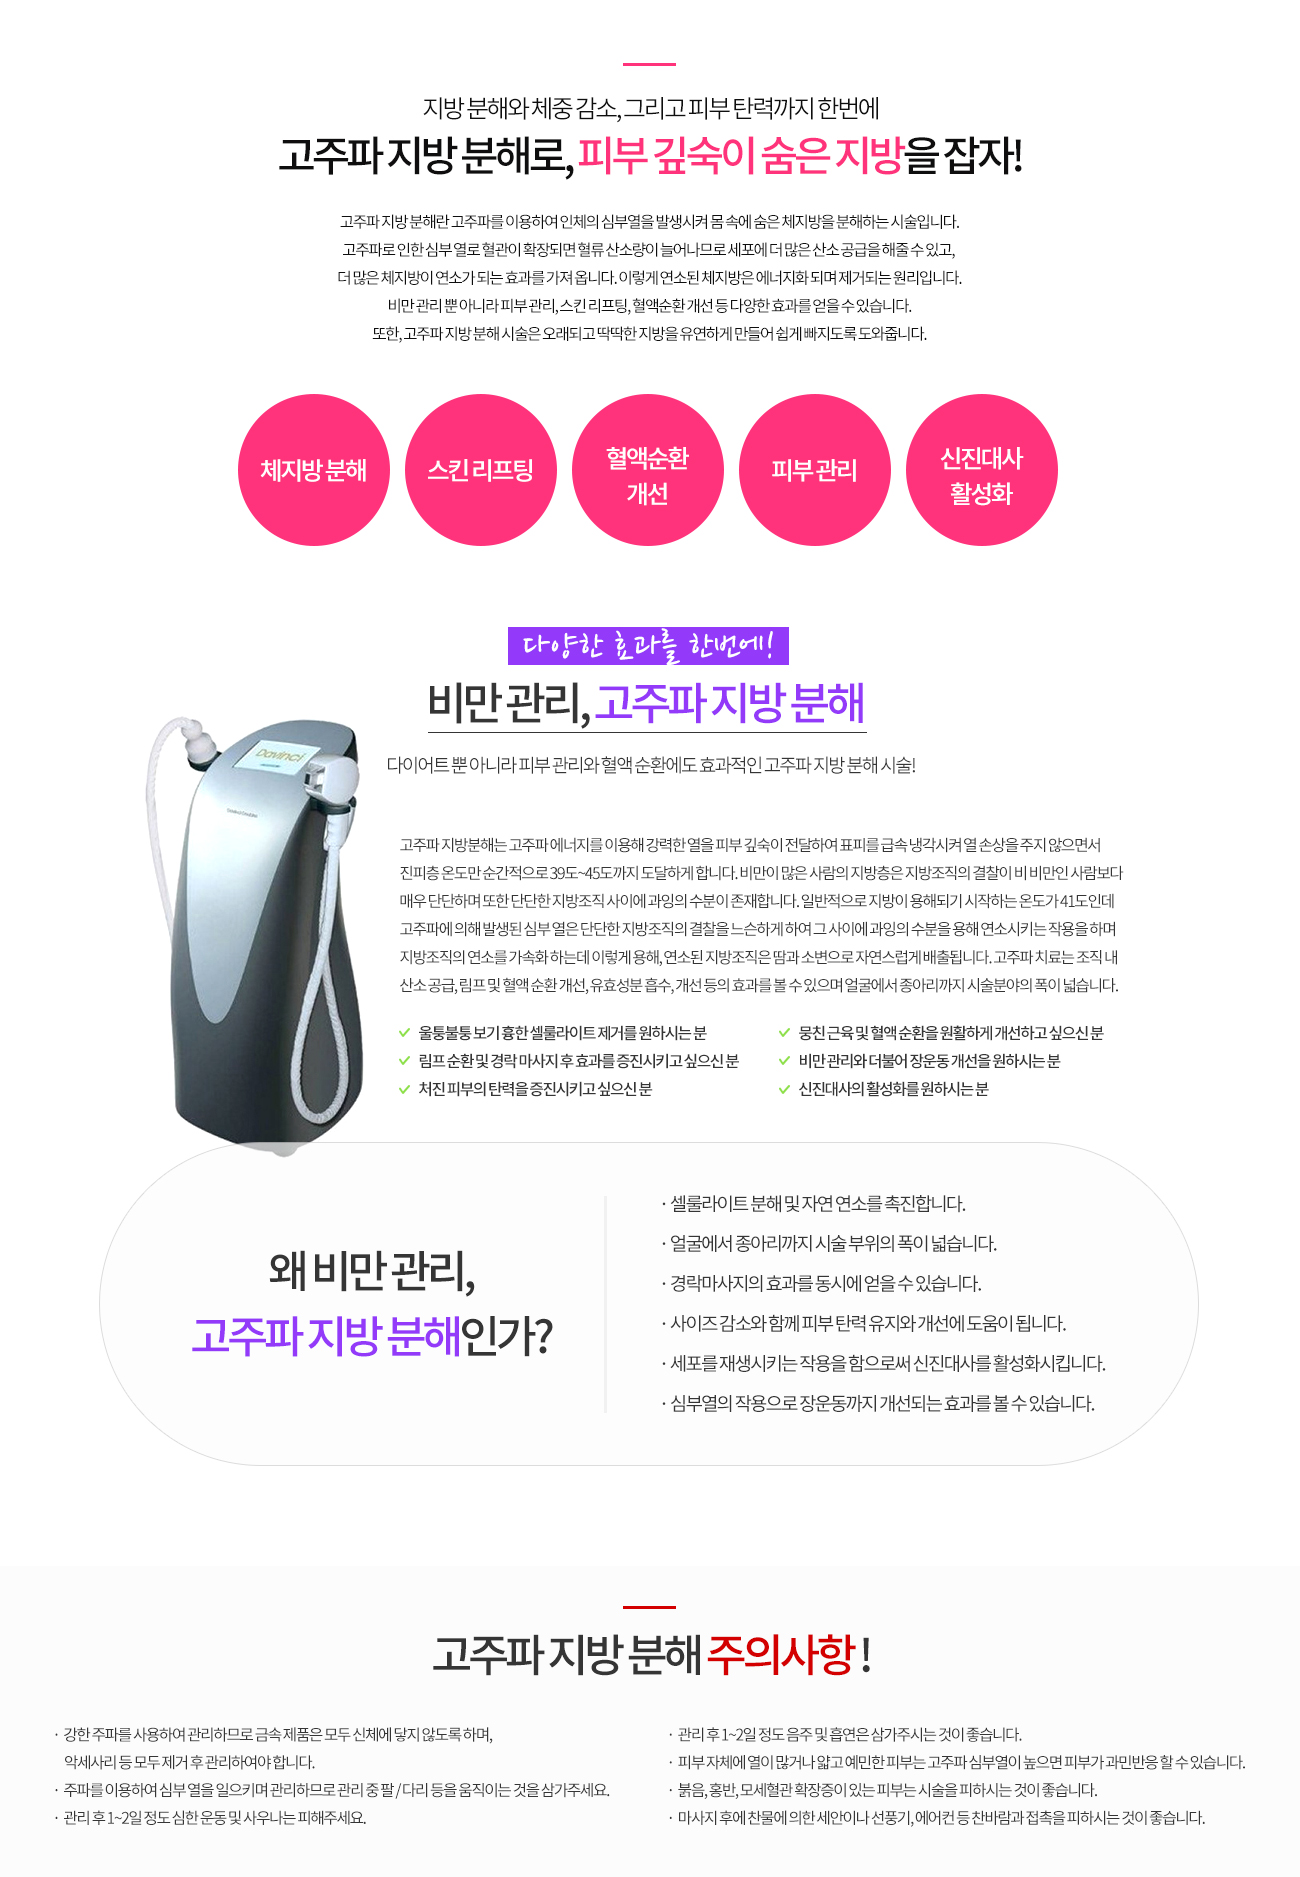 지방 분해와 체중 감소, 그리고 피부 탄력까지 한번에
고주파 지방 분해로, 피부 깊숙이 숨은 지방을 잡자!
고주파 지방 분해란 고주파를 이용하여 인체의 심부열을 발생시켜 몸 속에 숨은 체지방을 분해하는 시술입니다.
고주파로 인한 심부 열로 혈관이 확장되면 혈류 산소량이 늘어나므로 세포에 더 많은 산소 공급을 해줄 수 있고,
더 많은 체지방이 연소가 되는 효과를 가져 옵니다. 이렇게 연소된 체지방은 에너지화 되며 제거되는 원리입니다.
비만 관리 뿐 아니라 피부 관리, 스킨 리프팅, 혈액순환 개선 등 다양한 효과를 얻을 수 있습니다.
또한, 고주파 지방 분해 시술은 오래되고 딱딱한 지방을 유연하게 만들어 쉽게 빠지도록 도와줍니다.
체지방 분해
스킨 리프팅
혈액순환
개선
피부 관리
신진대사
활성화
다양한 효과를 한번에!
비만 관리, 고주파 지방 분해
다이어트 뿐 아니라 피부 관리와 혈액 순환에도 효과적인 고주파 지방 분해 시술!
Davinci
고주파 지방분해는 고주파 에너지를 이용해 강력한 열을 피부 깊숙이 전달하여 표피를 급속 냉각시켜 열 손상을 주지 않으면서
진피층 온도만 순간적으로 39도~45도까지 도달하게 합니다. 비만이 많은 사람의 지방층은 지방조직의 결찰이 비 비만인 사람보다
매우 단단하며 또한 단단한 지방조직 사이에 과잉의 수분이 존재합니다. 일반적으로 지방이 용해되기 시작하는 온도가 41도인데
고주파에 의해 발생된 심부 열은 단단한 지방조직의 결찰을 느슨하게 하여 그 사이에 과잉의 수분을 용해 연소시키는 작용을 하며
지방조직의 연소를 가속화 하는데 이렇게 용해, 연소된 지방조직은 땀과 소변으로 자연스럽게 배출됩니다. 고주파 치료는 조직 내
산소 공급, 림프 및 혈액 순환 개선, 유효성분 흡수, 개선 등의 효과를 볼 수 있으며 얼굴에서 종아리까지 시술분야의 폭이 넓습니다.
울퉁불퉁 보기 흉한 셀룰라이트 제거를 원하시는 분
림프 순환 및 경락 마사지 후 효과를 증진시키고 싶으신 분
처진 피부의 탄력을 증진시키고 싶으신 분
뭉친 근육 및 혈액 순환을 원활하게 개선하고 싶으신 분
비만 관리와 더불어 장운동 개선을 원하시는 분
신진대사의 활성화를 원하시는 분
왜 비만 관리,
고주파 지방 분해인가?
· 셀룰라이트 분해 및 자연 연소를 촉진합니다.
· 얼굴에서 종아리까지 시술 부위의 폭이 넓습니다.
· 경락마사지의 효과를 동시에 얻을 수 있습니다.
· 사이즈 감소와 함께 피부 탄력 유지와 개선에 도움이 됩니다.
· 세포를 재생시키는 작용을 함으로써 신진대사를 활성화시킵니다.
· 심부열의 작용으로 장운동까지 개선되는 효과를 볼 수 있습니다.
고주파 지방 분해 주의사항 !
· 강한 주파를 사용하여 관리하므로 금속 제품은 모두 신체에 닿지 않도록 하며,
악세사리 등 모두 제거 후 관리하여야 합니다.
· 주파를 이용하여 심부 열을 일으키며 관리하므로 관리 중 팔 / 다리 등을 움직이는 것을 삼가주세요.
· 관리 후 1~2일 정도 심한 운동 및 사우나는 피해주세요.
· 관리 후 1~2일 정도 음주 및 흡연은 삼가주시는 것이 좋습니다.
· 피부 자체에 열이 많거나 얇고 예민한 피부는 고주파 심부열이 높으면 피부가 과민반응 할 수 있습니다.
· 붉음, 홍반, 모세혈관 확장증이 있는 피부는 시술을 피하시는 것이 좋습니다.
· 마사지 후에 찬물에 의한 세안이나 선풍기, 에어컨 등 찬바람과 접촉을 피하시는 것이 좋습니다.